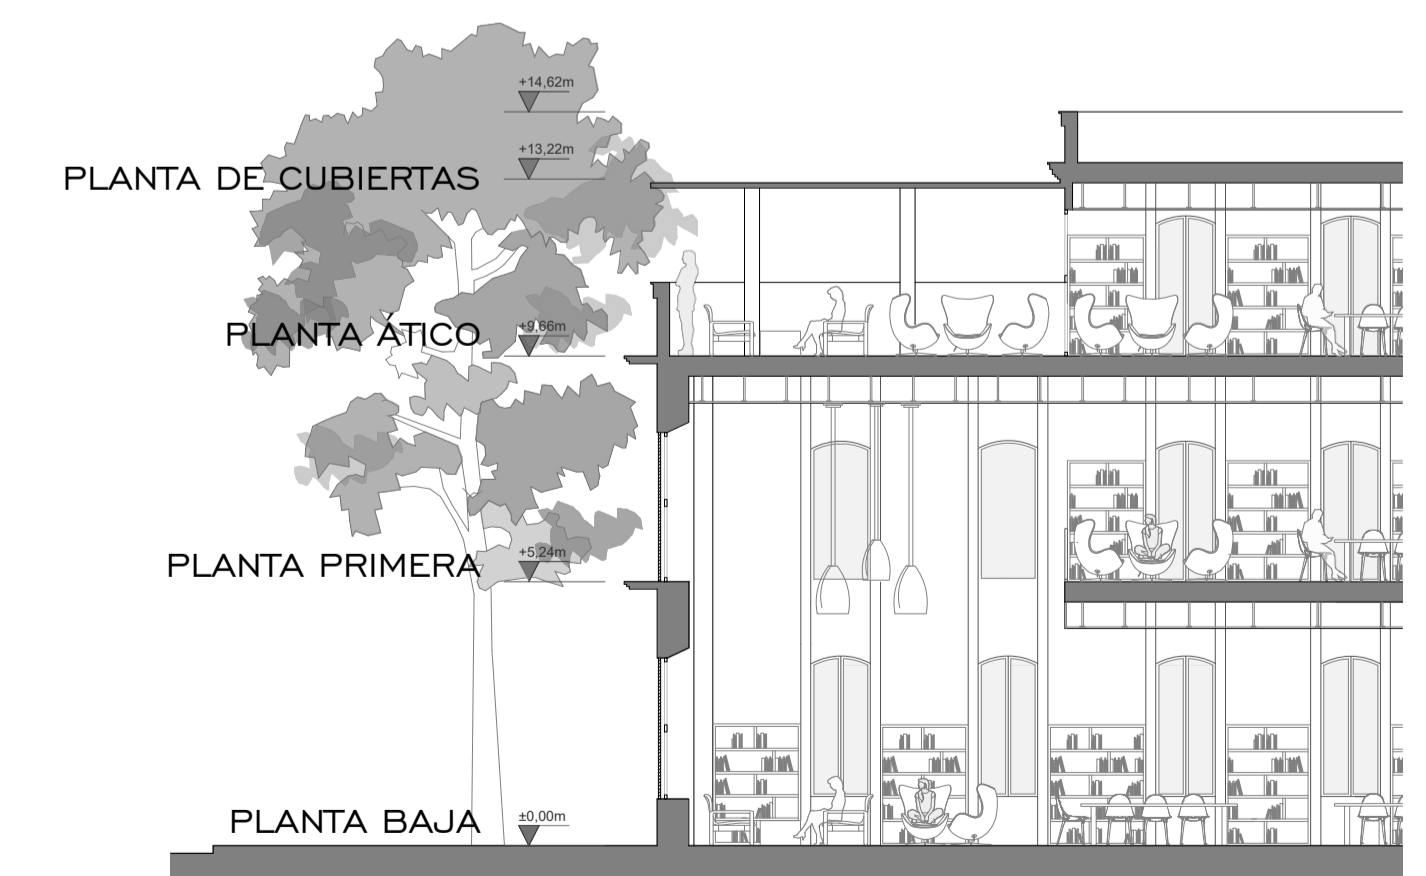 +14,62m
+13,22m
PLANTA DE CUBIERTAS
+9,66m
PLANTA ÁTICO
+5,24m
PLANTA PRIMERA
±0,00m
PLANTA BAJA